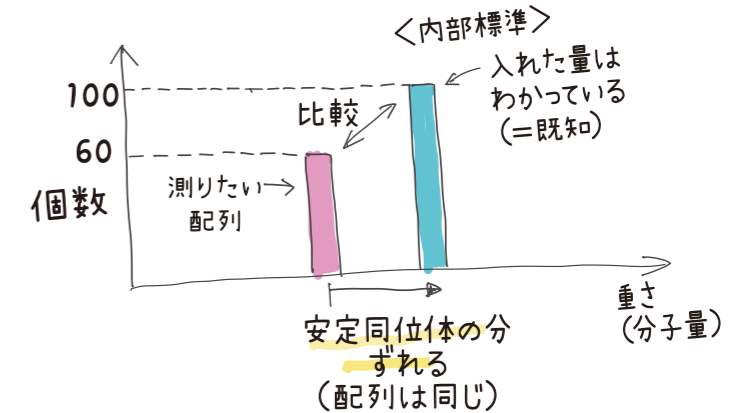 <内部標準>
入れた量は
わかっている
(=既知)
100
比較
60
測りたい
配列
個数
重さ
(分子量)
安定同位体の分
ずれる
(配列は同じ)